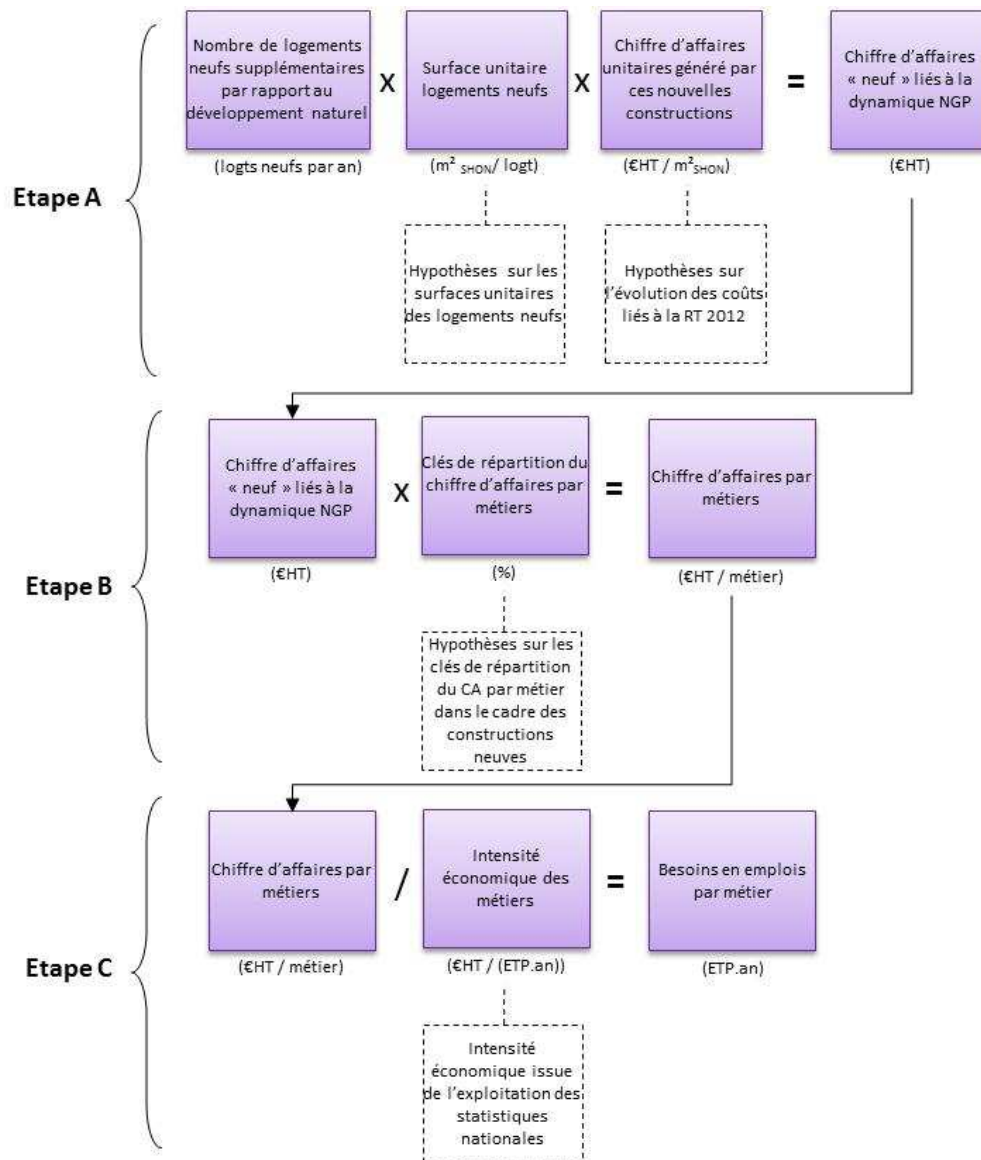 Nombre de logements
neufs supplémentaires
par rapport au
développement naturel
(logts neufs par an)
X
Surface unitaire
logements neufs
(m² SHON/ logt)
X
Chiffre d'affaires
unitaires généré par
ces nouvelles
constructions
(€HT / m²SHON)
=
Chiffre d'affaires
« neuf » liés à la
dynamique NGP
(€HT)
Etape A
Hypothèses sur les
surfaces unitaires
des logements neufs
Hypothèses sur
l'évolution des coûts
liés à la RT 2012
Etape B
Chiffre d'affaires
« neuf » liés à la
dynamique NGP
(€HT)
X
Clés de répartition du
chiffre d'affaires par
métiers
(%)
=
Chiffre d'affaires par
métiers
(€HT / métier)
Hypothèses sur les
clés de répartition
du CA par métier
dans le cadre des
constructions
neuves
Etape C
Chiffre d'affaires par
métiers
(€HT / métier)
/
Intensité
économique des
métiers
(€HT / (ETP.an))
=
Besoins en emplois
par métier
(ETP.an)
Intensité
économique issue
de l'exploitation des
statistiques
nationales